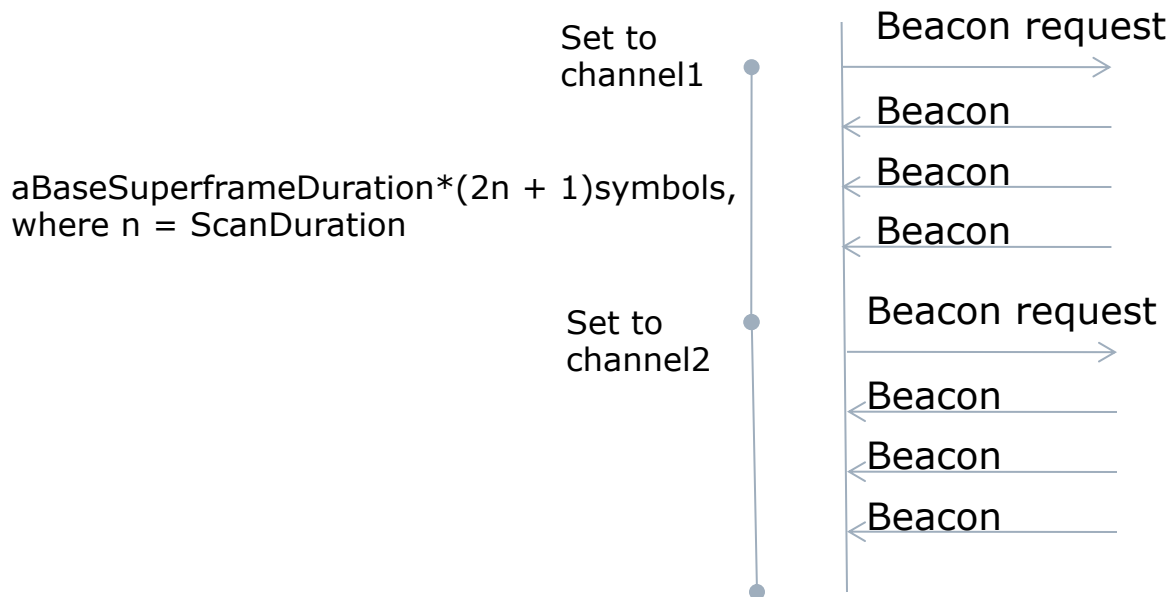 Set to
channel1
Beacon request
Beacon
aBaseSuperframeDuration*(2n + 1)symbols,
where n = ScanDuration
Beacon
Beacon
Set to
channel2
Beacon request
Beacon
Beacon
Beacon